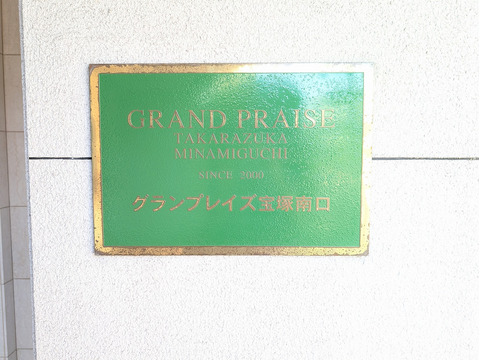 GRAND PRAISE
TAKARAZUKA
MINAMIGUCHI
SINCE 2000
グランプレイズ宝塚南口